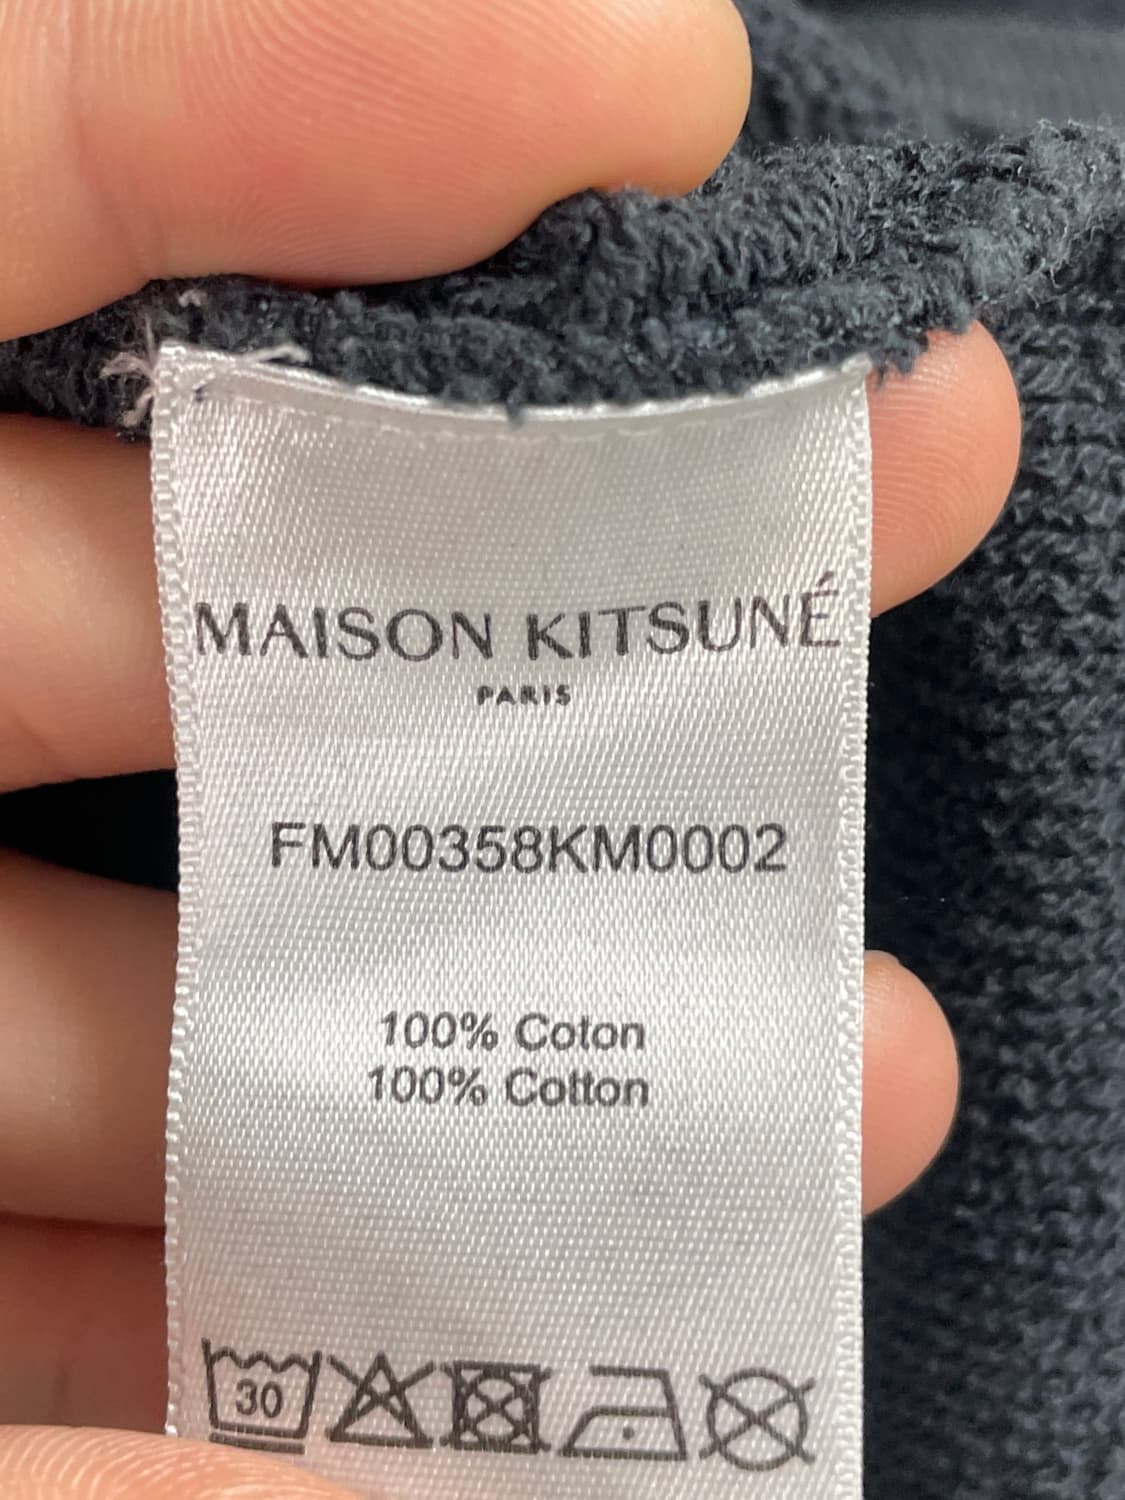 MAISON KITSUNÉ
PARIS
FM00358KM0002
100% Coton
100% Cotton
30